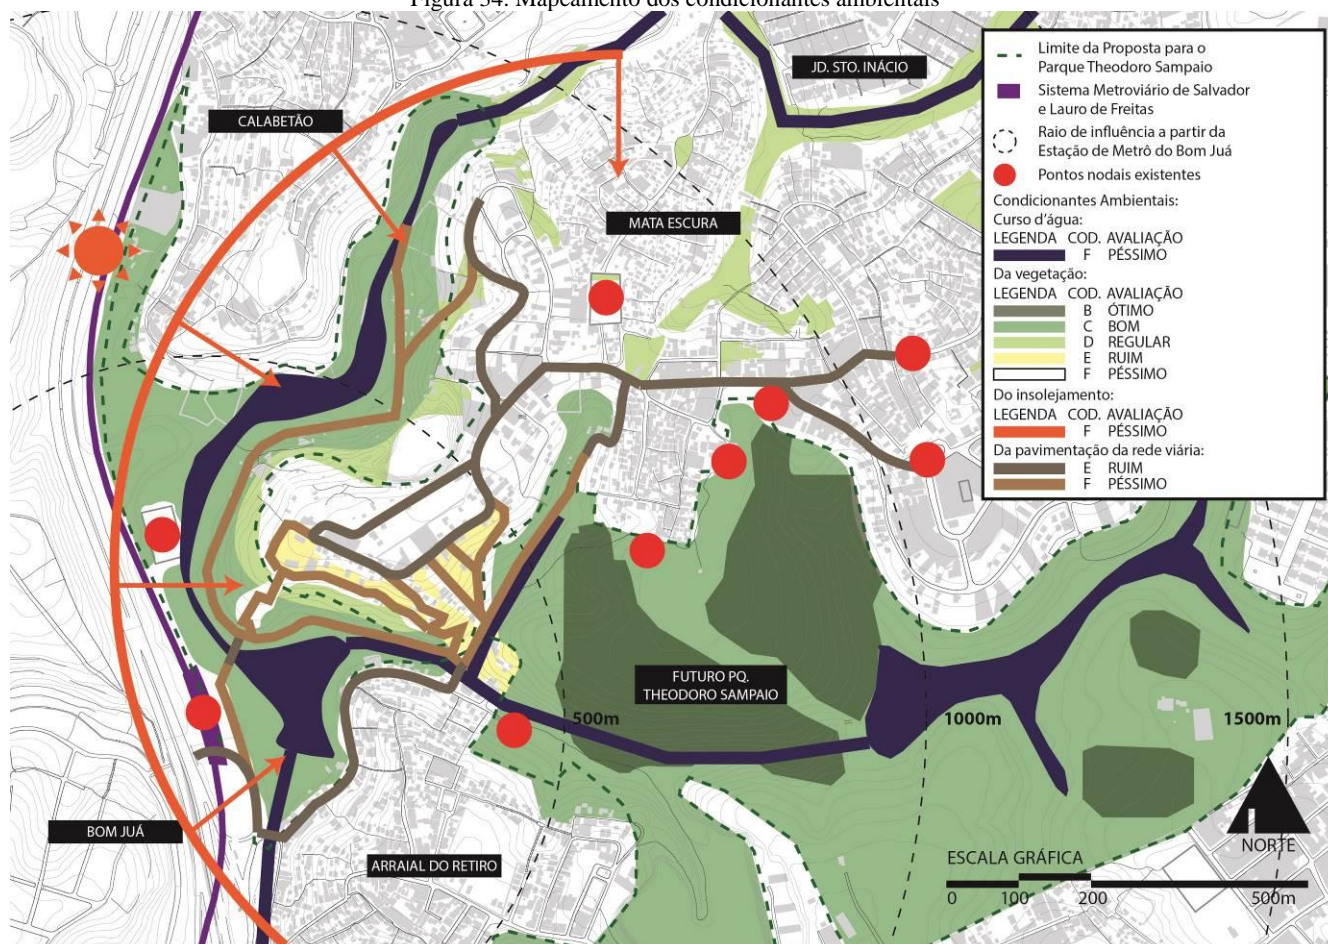 Figura 34: Mapeamento dos condicionantes ambientais
JD. STO. INÁCIO
CALABETÃO
MATA ESCURA
FUTURO PQ.
THEODORO SAMPAIO
500m
1000m
1500m
BOM JUÁ
ARRAIAL DO RETIRO
Limite da Proposta para o
Parque Theodoro Sampaio
Sistema Metroviário de Salvador
e Lauro de Freitas
Raio de influência a partir da
Estação de Metrô do Bom Juá
Pontos nodais existentes
Condicionantes Ambientais:
Curso d'água:
LEGENDA COD. AVALIAÇÃO
F PÉSSIMO
Da vegetação:
LEGENDA COD. AVALIAÇÃO
B ÓTIMO
C BOM
D REGULAR
E RUIM
F PÉSSIMO
Do insolejamento:
LEGENDA COD. AVALIAÇÃO
F PÉSSIMO
Da pavimentação da rede viária:
E RUIM
F PÉSSIMO
NORTE
ESCALA GRÁFICA
0 100 200 500m